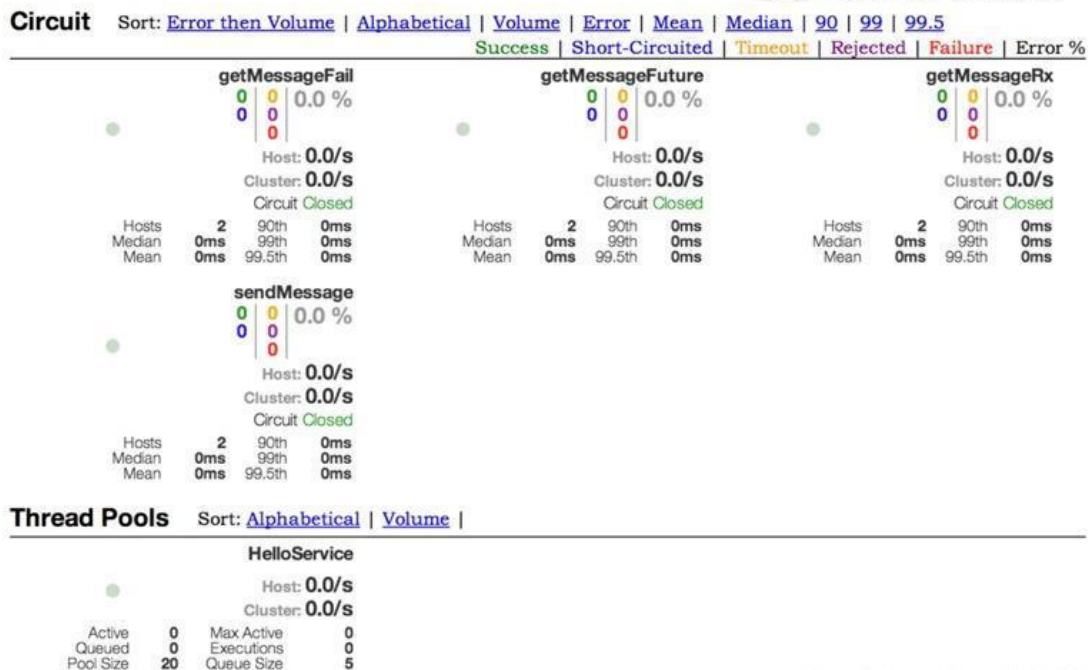 Circuit Sort: Error then Volume | Alphabetical | Volume | Error | Mean | Median | 90 | 99 | 99.5
Success | Short-Circuited | Timeout | Rejected | Failure | Error %
getMessageFail
0 0 0.0 %
0 0
0
Host: 0.0/s
Cluster: 0.0/s
Circuit Closed
Hosts 2 90th 0ms
Median 0ms 99th 0ms
Mean 0ms 99.5th 0ms
getMessageFuture
0 0 0.0 %
0 0
0
Host: 0.0/s
Cluster: 0.0/s
Circuit Closed
Hosts 2 90th 0ms
Median 0ms 99th 0ms
Mean 0ms 99.5th 0ms
getMessageRx
0 0 0.0 %
0 0
0
Host: 0.0/s
Cluster: 0.0/s
Circuit Closed
Hosts 2 90th 0ms
Median 0ms 99th 0ms
Mean 0ms 99.5th 0ms
sendMessage
0 0 0.0 %
0 0
0
Host: 0.0/s
Cluster: 0.0/s
Circuit Closed
Hosts 2 90th 0ms
Median 0ms 99th 0ms
Mean 0ms 99.5th 0ms
Thread Pools Sort: Alphabetical | Volume |
HelloService
Host: 0.0/s
Cluster: 0.0/s
Active 0 Max Active 0
Queued 0 Executions 0
Pool Size 20 Queue Size 5